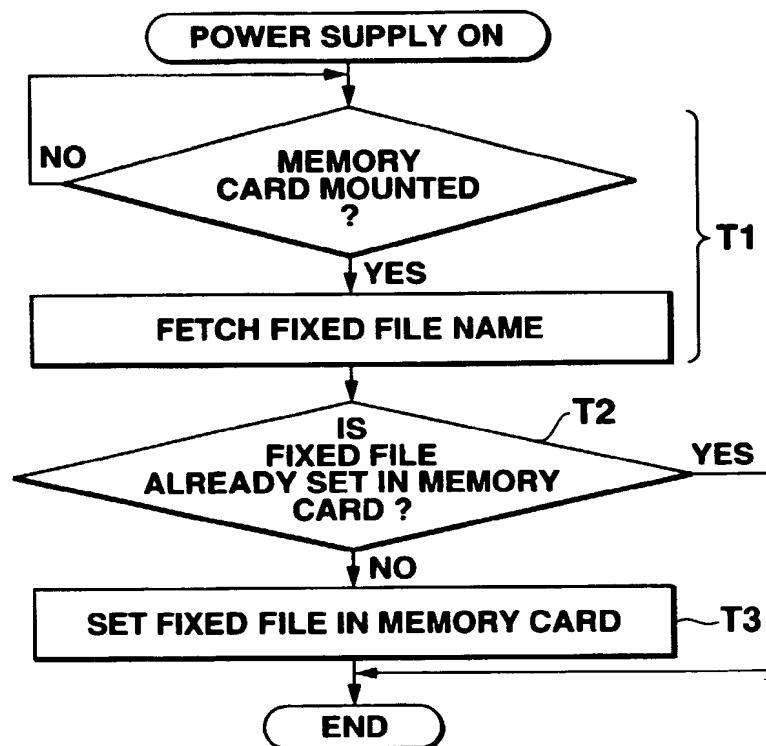 POWER SUPPLY ON
NO
MEMORY
CARD MOUNTED
?
T1
YES
FETCH FIXED FILE NAME
T2
IS
FIXED FILE
ALREADY SET IN MEMORY
CARD ?
YES
NO
SET FIXED FILE IN MEMORY CARD
T3
END